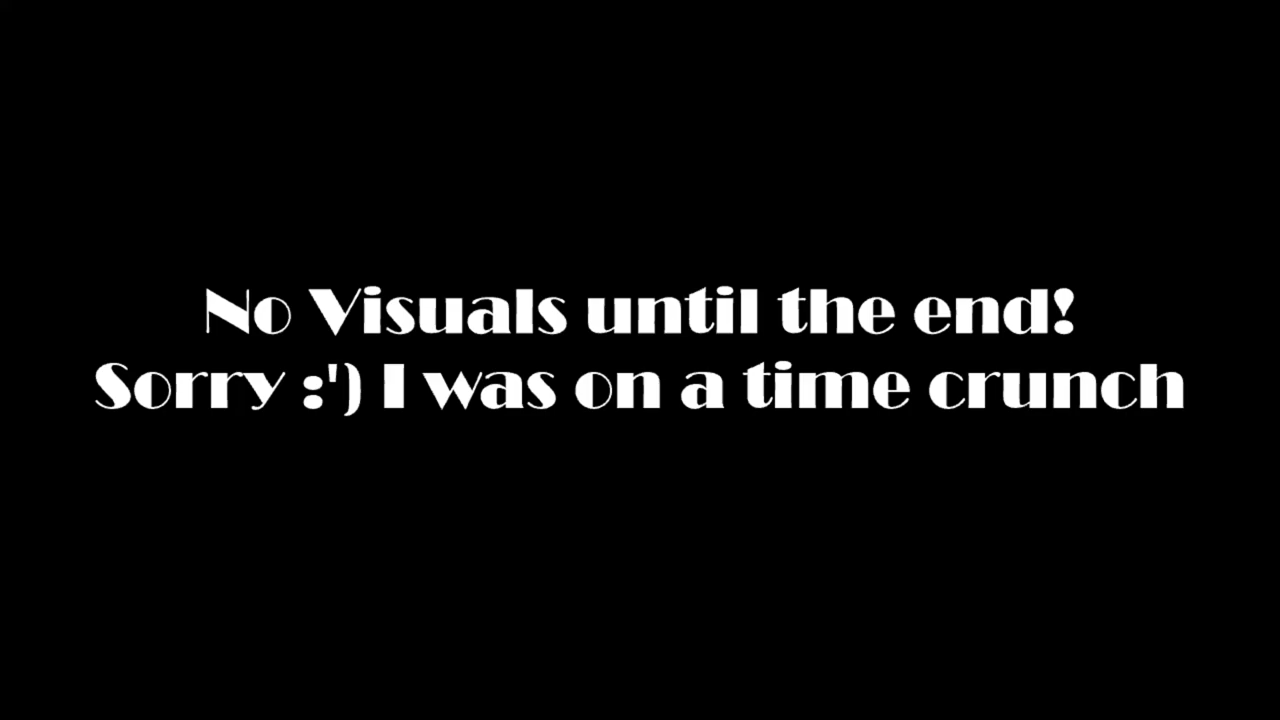 No Visuals until the end!
Sorry :') I was on a time crunch